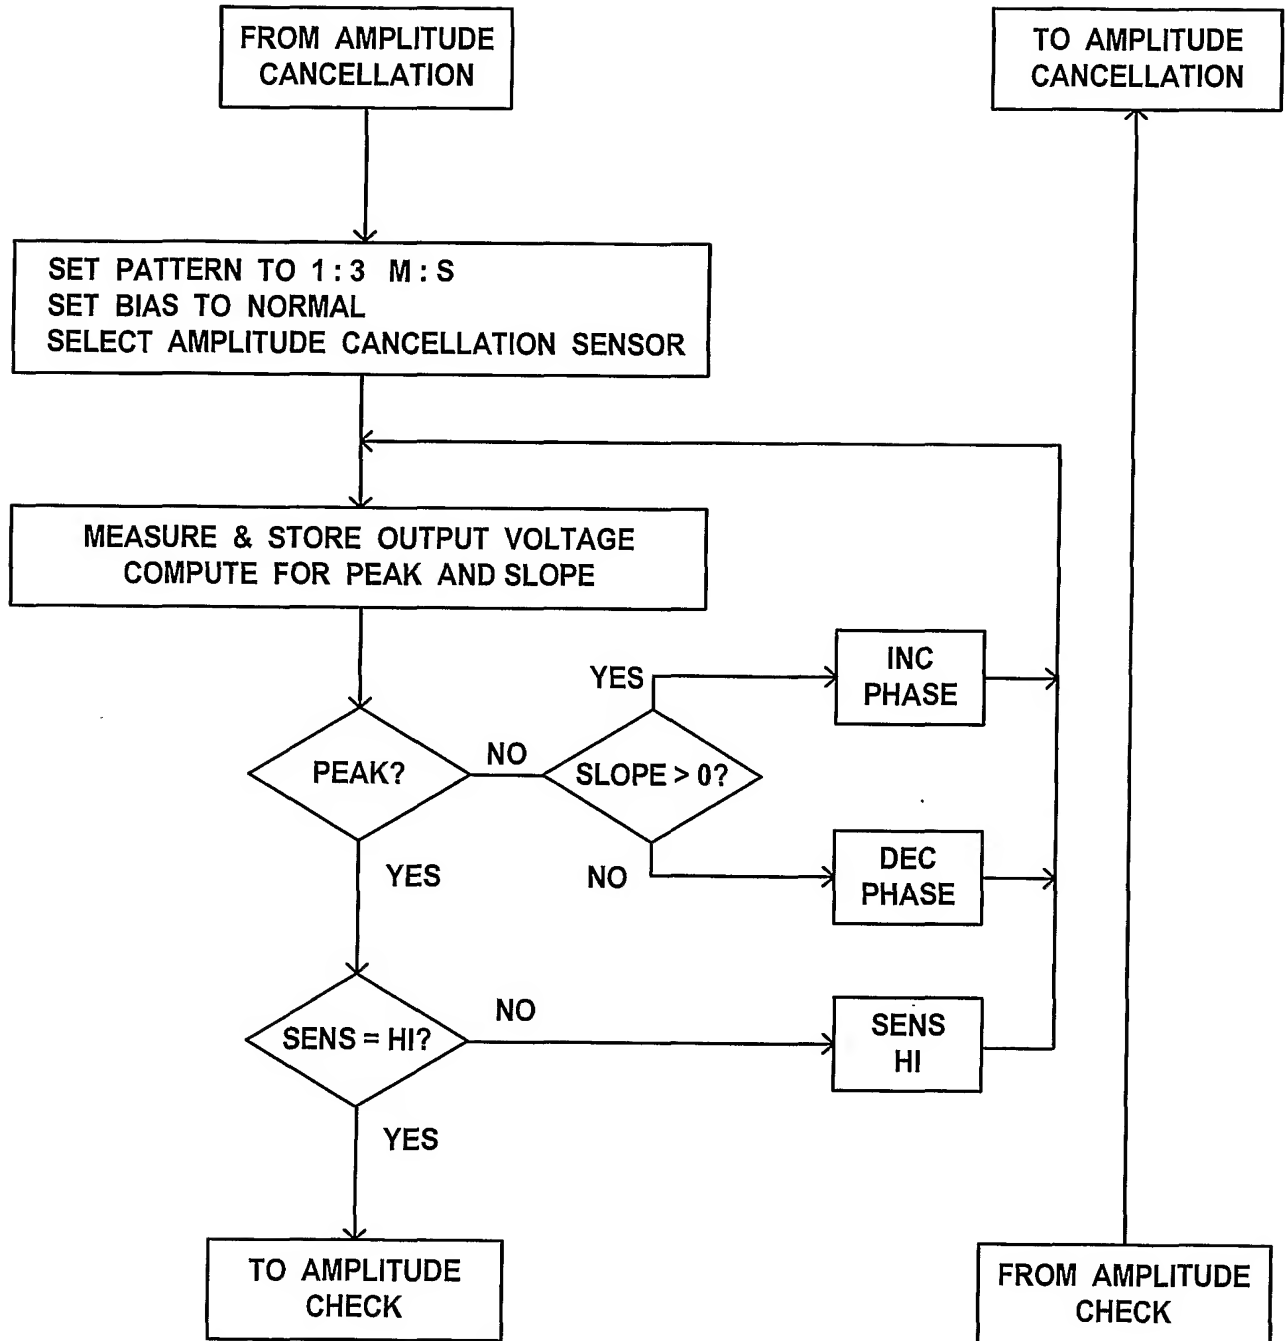 FROM AMPLITUDE
CANCELLATION
TO AMPLITUDE
CANCELLATION
SET PATTERN TO 1 : 3 M : S
SET BIAS TO NORMAL
SELECT AMPLITUDE CANCELLATION SENSOR
MEASURE & STORE OUTPUT VOLTAGE
COMPUTE FOR PEAK AND SLOPE
YES
INC
PHASE
PEAK?
NO
SLOPE > 0?
YES
NO
DEC
PHASE
SENS = HI?
NO
SENS
HI
YES
TO AMPLITUDE
CHECK
FROM AMPLITUDE
CHECK